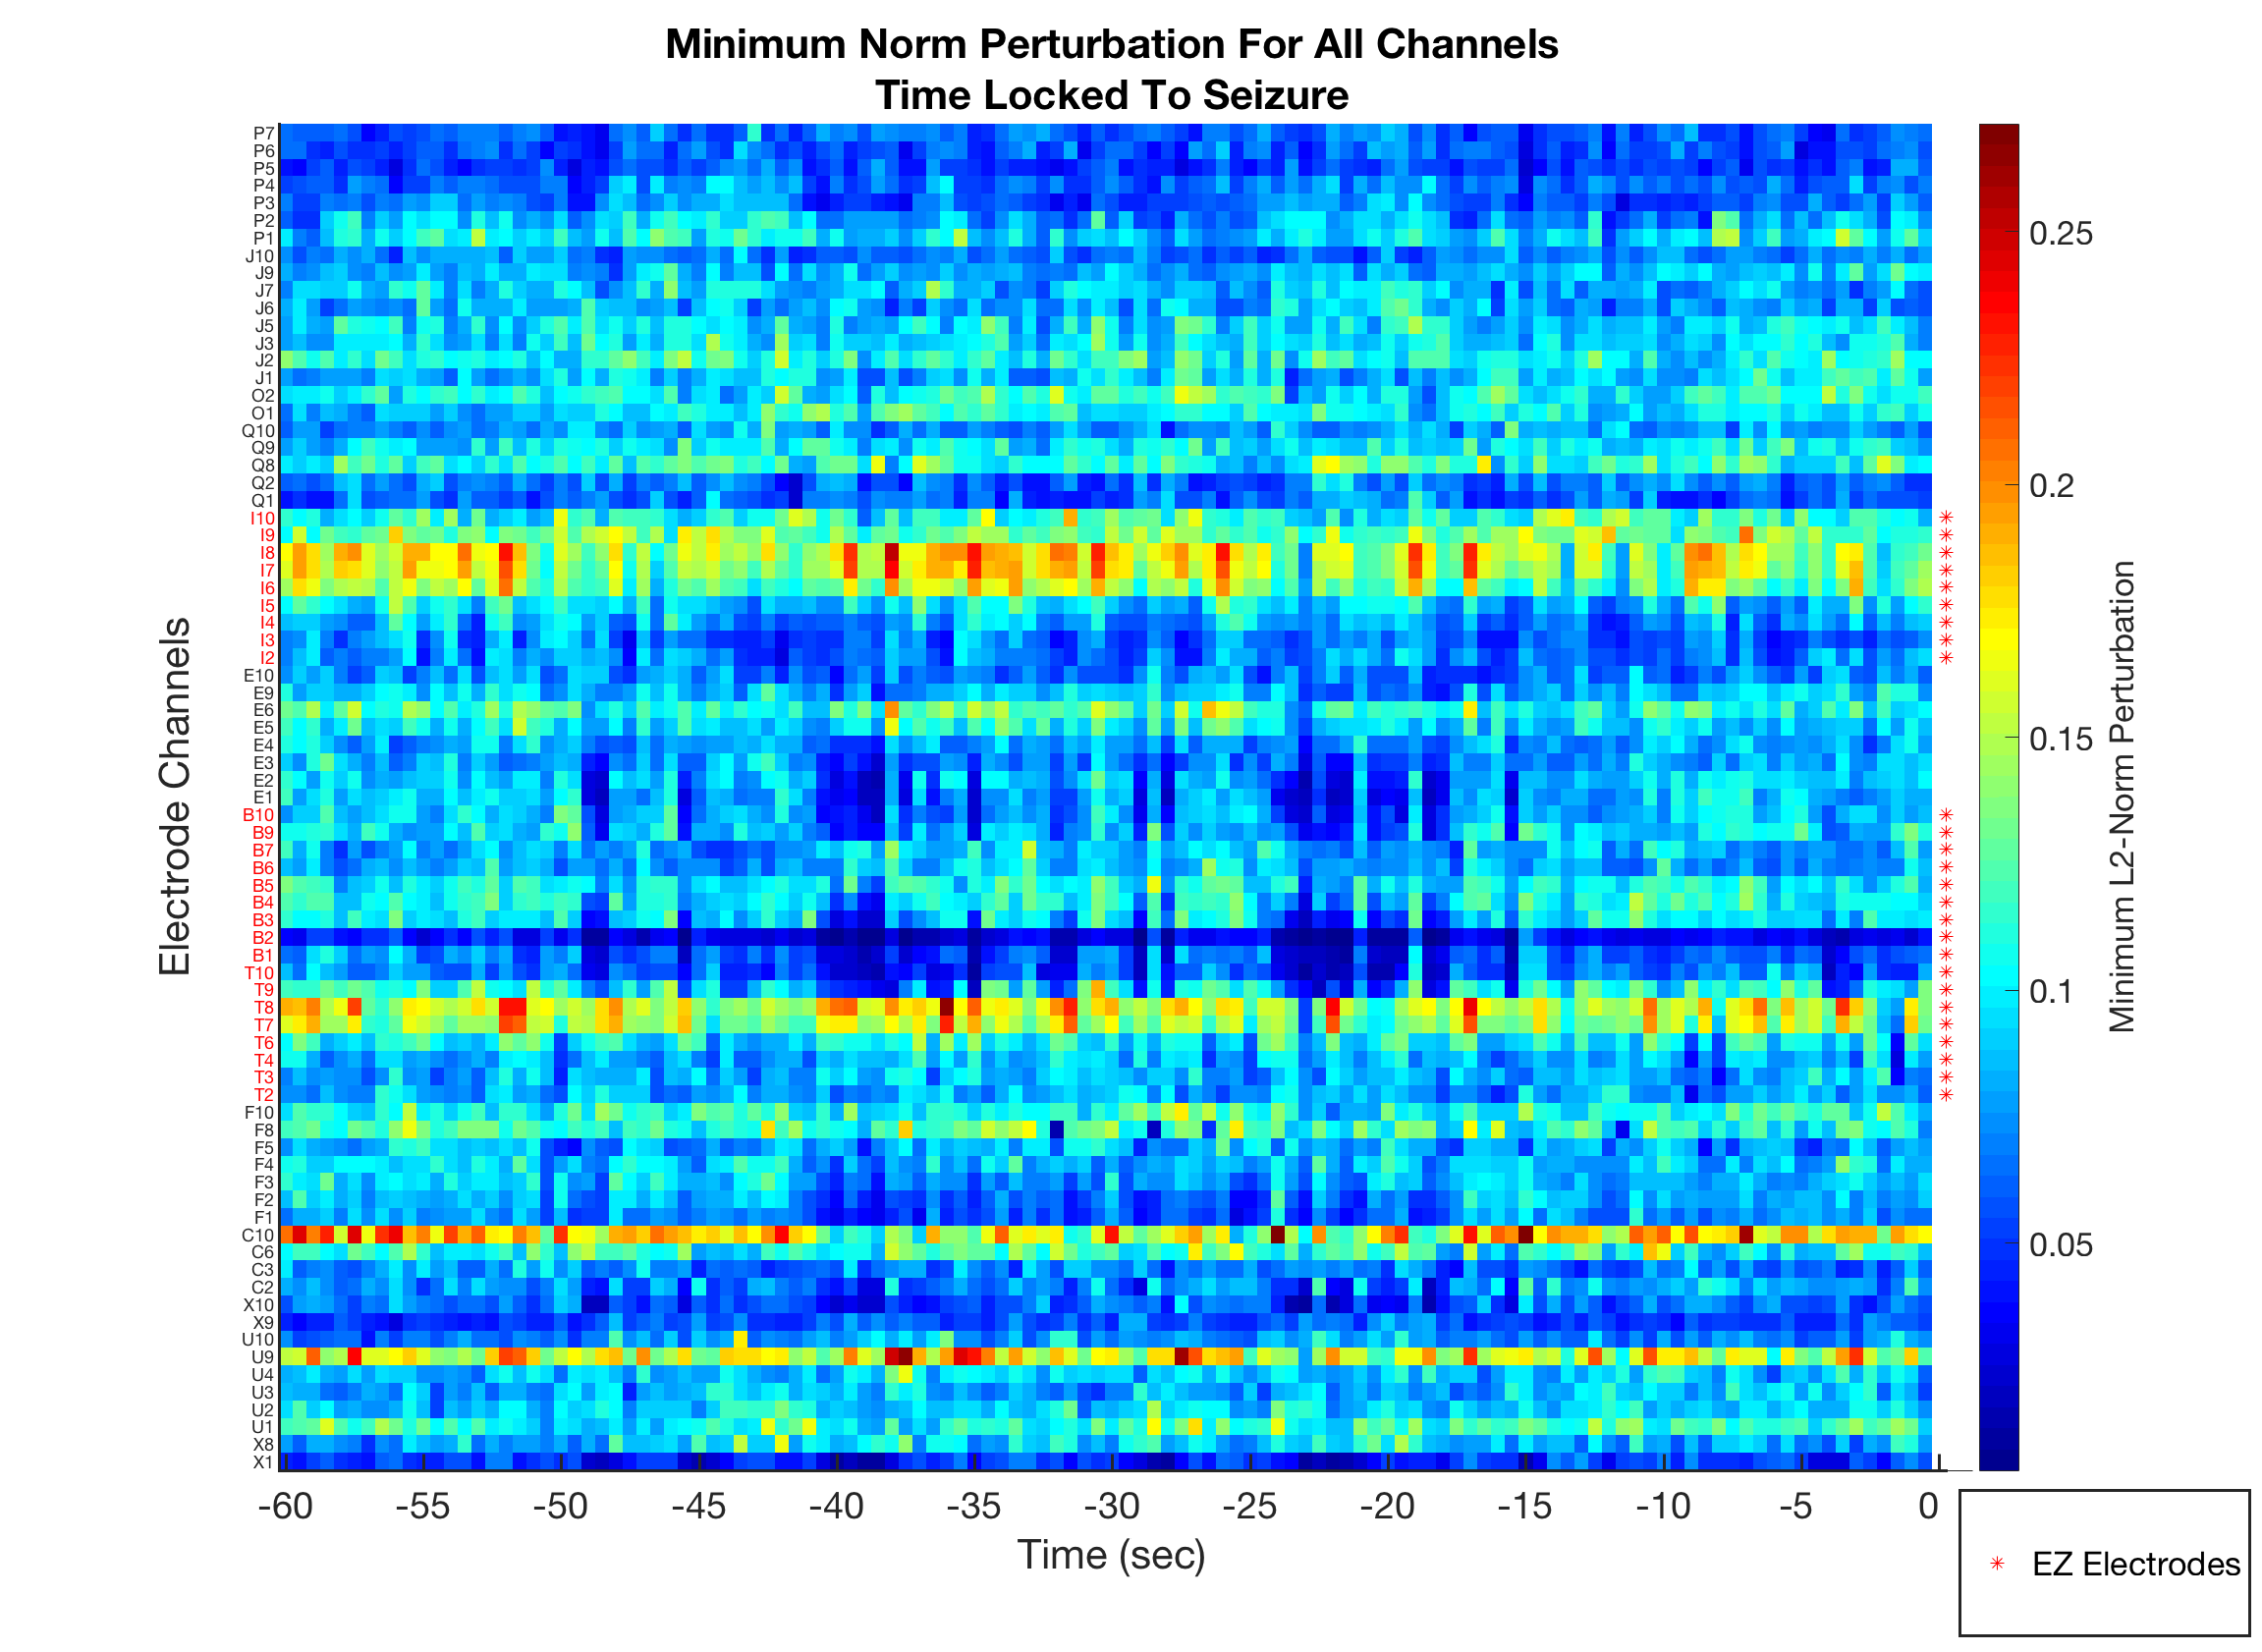 Minimum Norm Perturbation For All Channels
Time Locked To Seizure
Electrode Channels
P7
P6
P5
P4
P3
P2
P1
J10
J9
J7
J6
J5
J3
J2
J1
O2
O1
Q10
Q9
Q8
Q2
Q1
I10
I9
I8
I7
I6
I5
I4
I3
I2
E10
E9
E6
E5
E4
E3
E2
E1
B10
B9
B7
B6
B5
B4
B3
B2
B1
T10
T9
T8
T7
T6
T4
T3
T2
F10
F8
F5
F4
F3
F2
F1
C10
C6
C3
C2
X10
X9
U10
U9
U4
U3
U2
U1
X8
X1
-60 -55 -50 -45 -40 -35 -30 -25 -20 -15 -10 -5 0
Time (sec)
0.25
0.2
0.15
0.1
0.05
Minimum L2-Norm Perturbation
EZ Electrodes